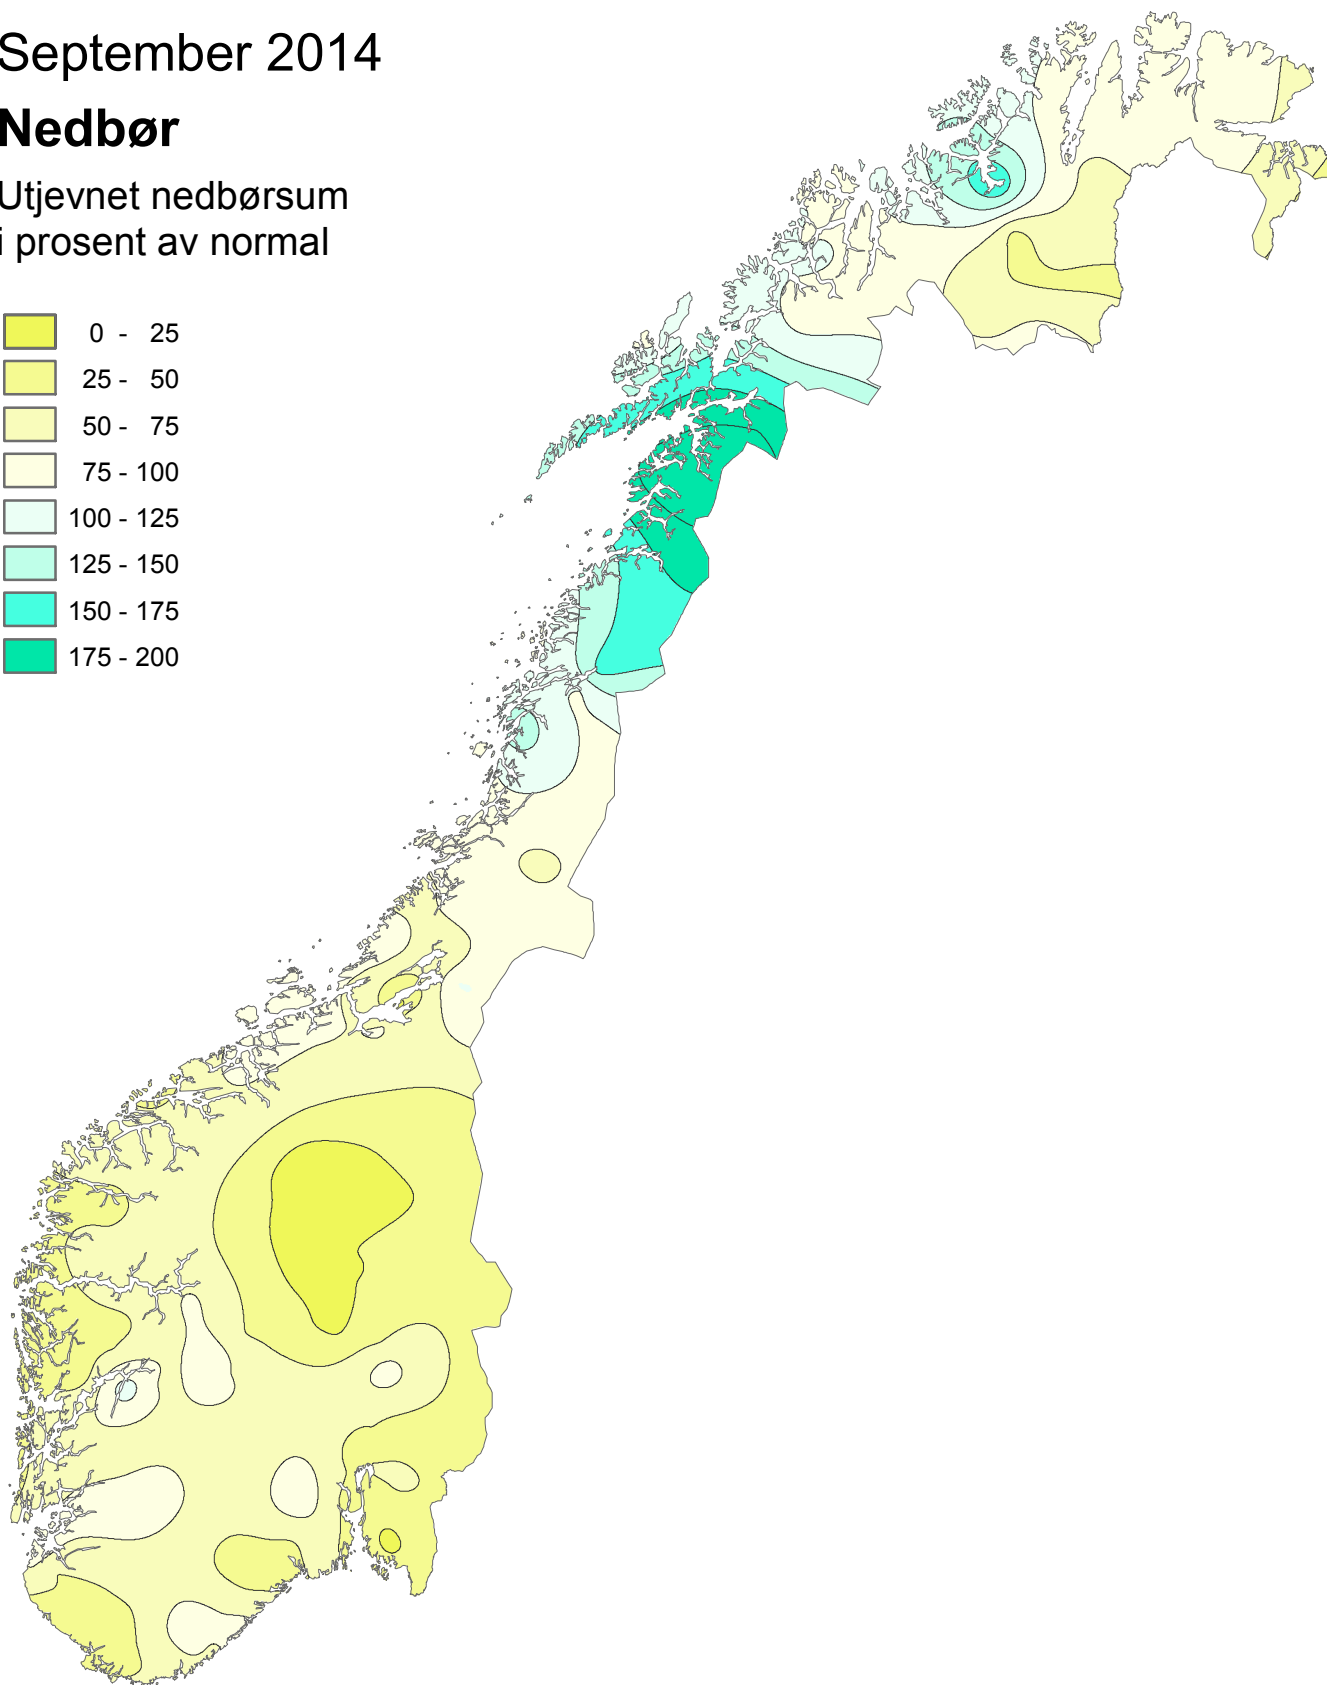 September 2014
Nedbør
Utjevnet nedbørsum
i prosent av normal
0 - 25
25 - 50
50 - 75
75 - 100
100 - 125
125 - 150
150 - 175
175 - 200